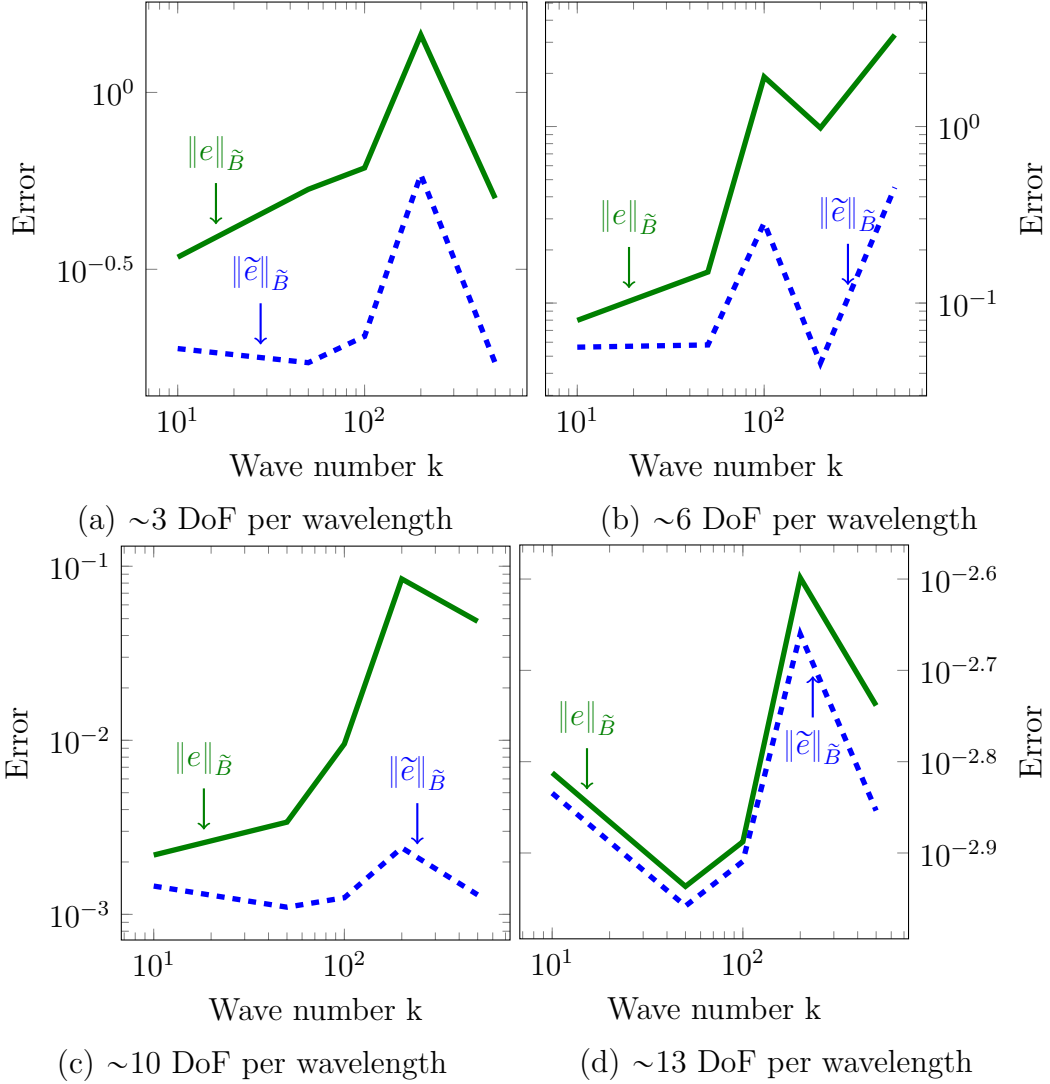 10^0
10^{-0.5}
Error
‖e‖_B̃
‖ẽ‖_B̃
10^1
10^2
Wave number k
(a) ~3 DoF per wavelength
10^0
10^{-1}
Error
‖e‖_B̃
‖ẽ‖_B̃
10^1
10^2
Wave number k
(b) ~6 DoF per wavelength
10^{-1}
10^{-2}
10^{-3}
Error
‖e‖_B̃
‖ẽ‖_B̃
10^1
10^2
Wave number k
(c) ~10 DoF per wavelength
10^{-2.6}
10^{-2.7}
10^{-2.8}
10^{-2.9}
Error
‖e‖_B̃
‖ẽ‖_B̃
10^1
10^2
Wave number k
(d) ~13 DoF per wavelength